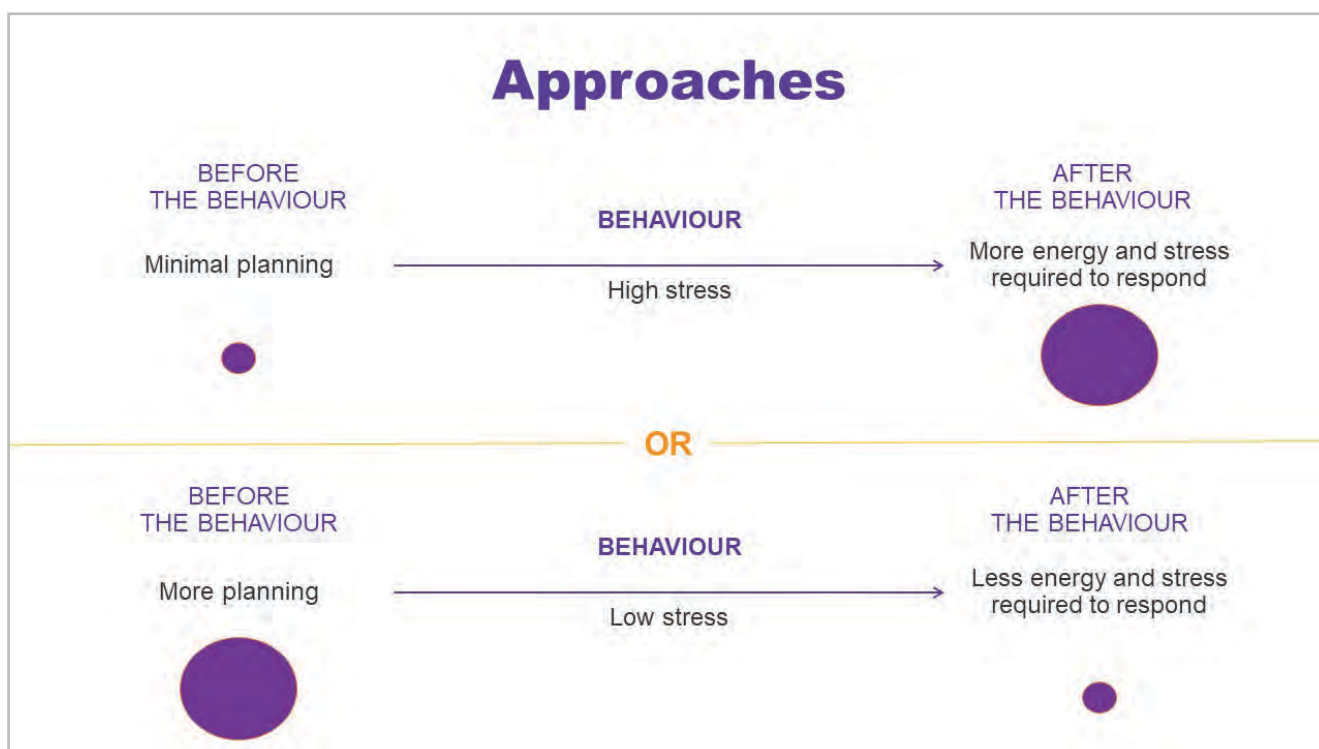 Approaches
BEFORE
THE BEHAVIOUR
Minimal planning
BEHAVIOUR
High stress
AFTER
THE BEHAVIOUR
More energy and stress
required to respond
OR
BEFORE
THE BEHAVIOUR
More planning
BEHAVIOUR
Low stress
AFTER
THE BEHAVIOUR
Less energy and stress
required to respond